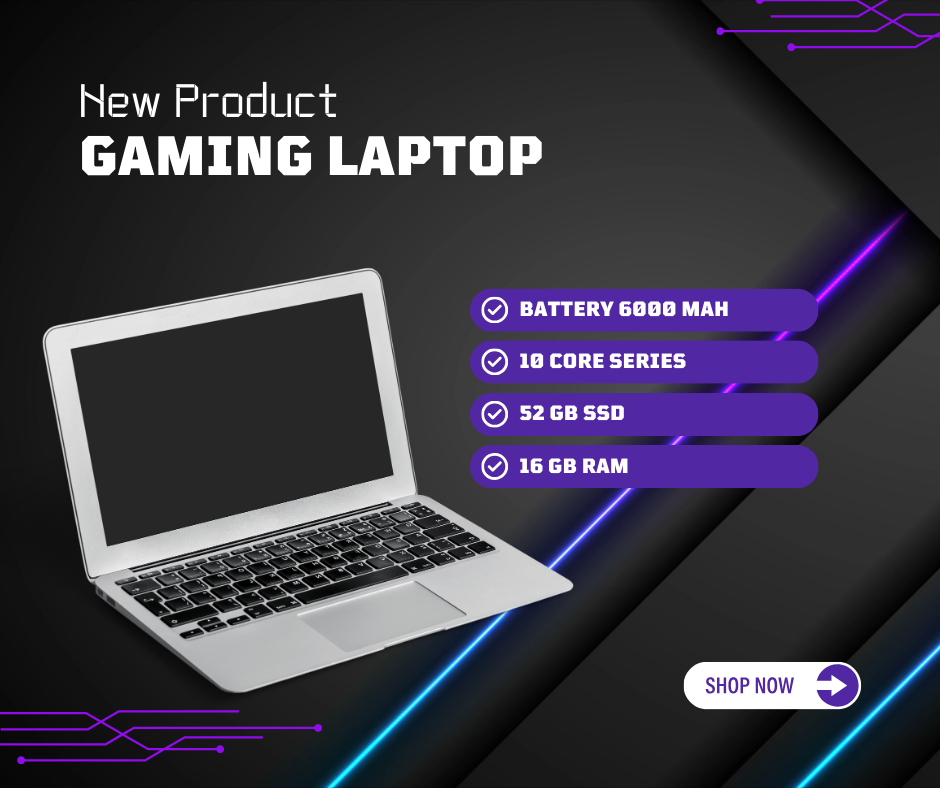 New Product
GAMING LAPTOP
BATTERY 6000 MAH
10 CORE SERIES
52 GB SSD
16 GB RAM
SHOP NOW